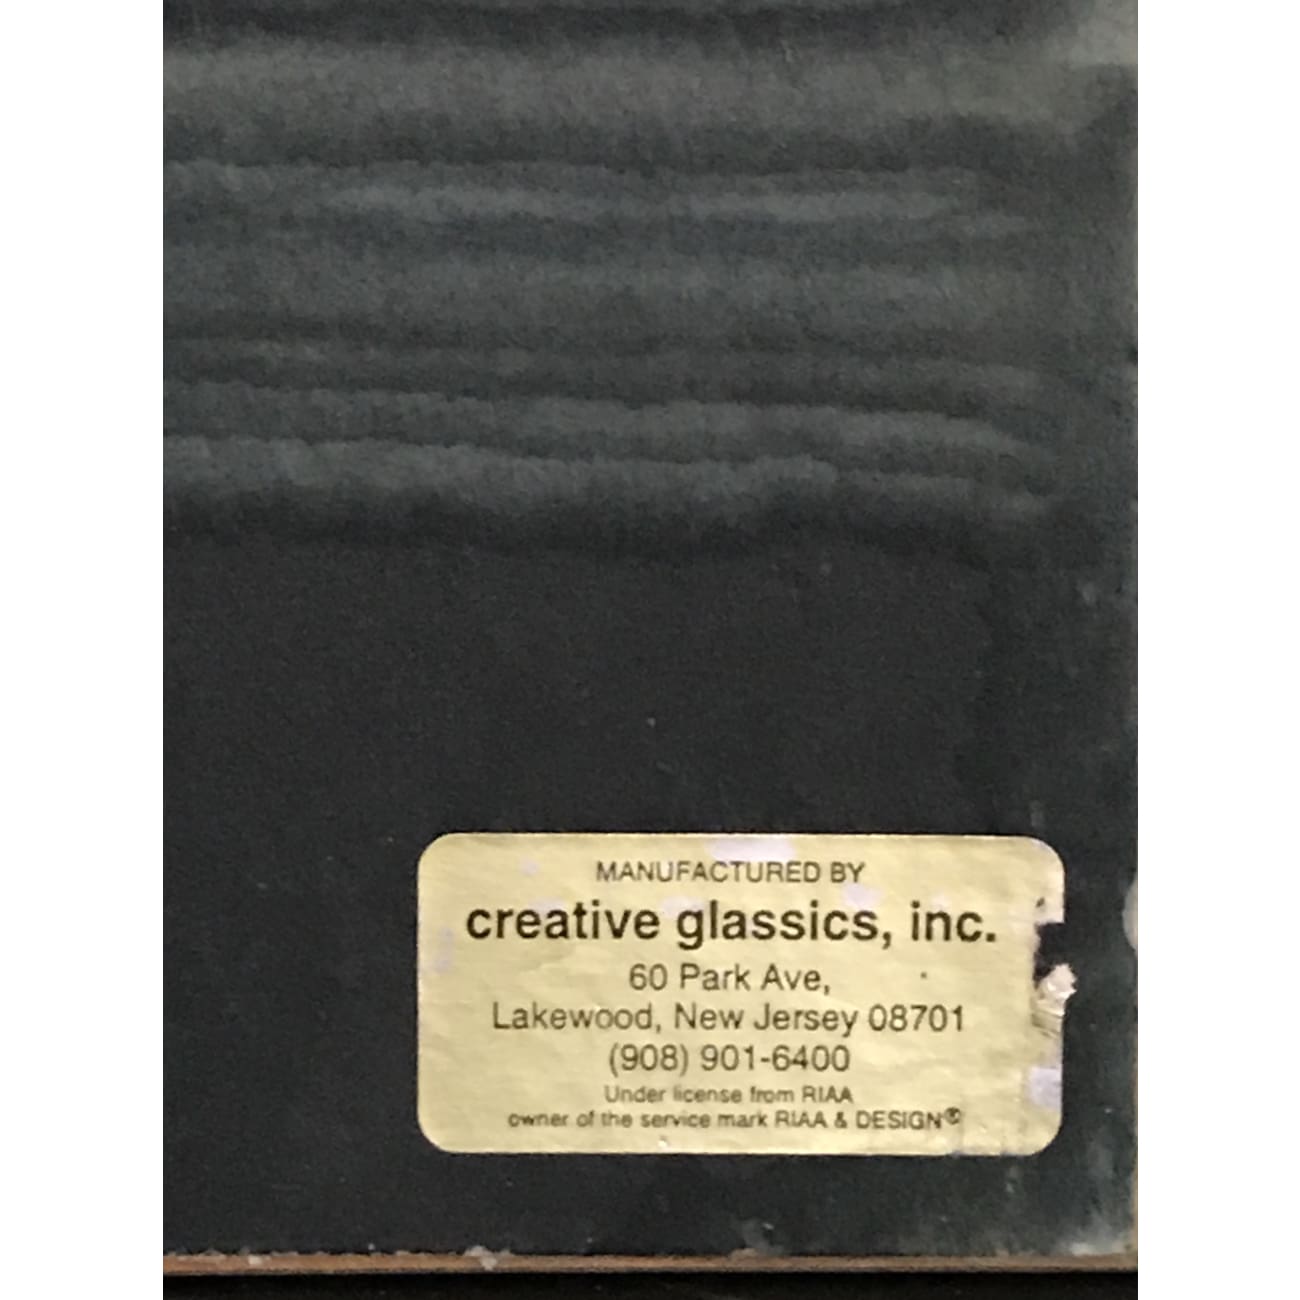 MANUFACTURED BY
creative glassics, inc.
60 Park Ave,
Lakewood, New Jersey 08701
(908) 901-6400
Under license from RIAA
owner of the service mark RIAA & DESIGN®